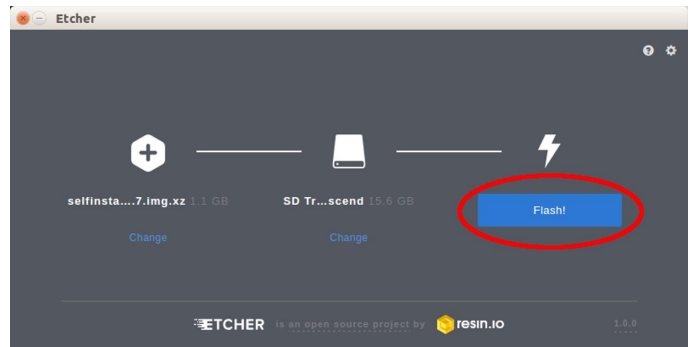 Etcher
selfinsta....7.img.xz 1.1 GB
SD Tr...scend 15.6 GB
Flash!
Change
Change
ETCHER is an open source project by resin.io
1.0.0